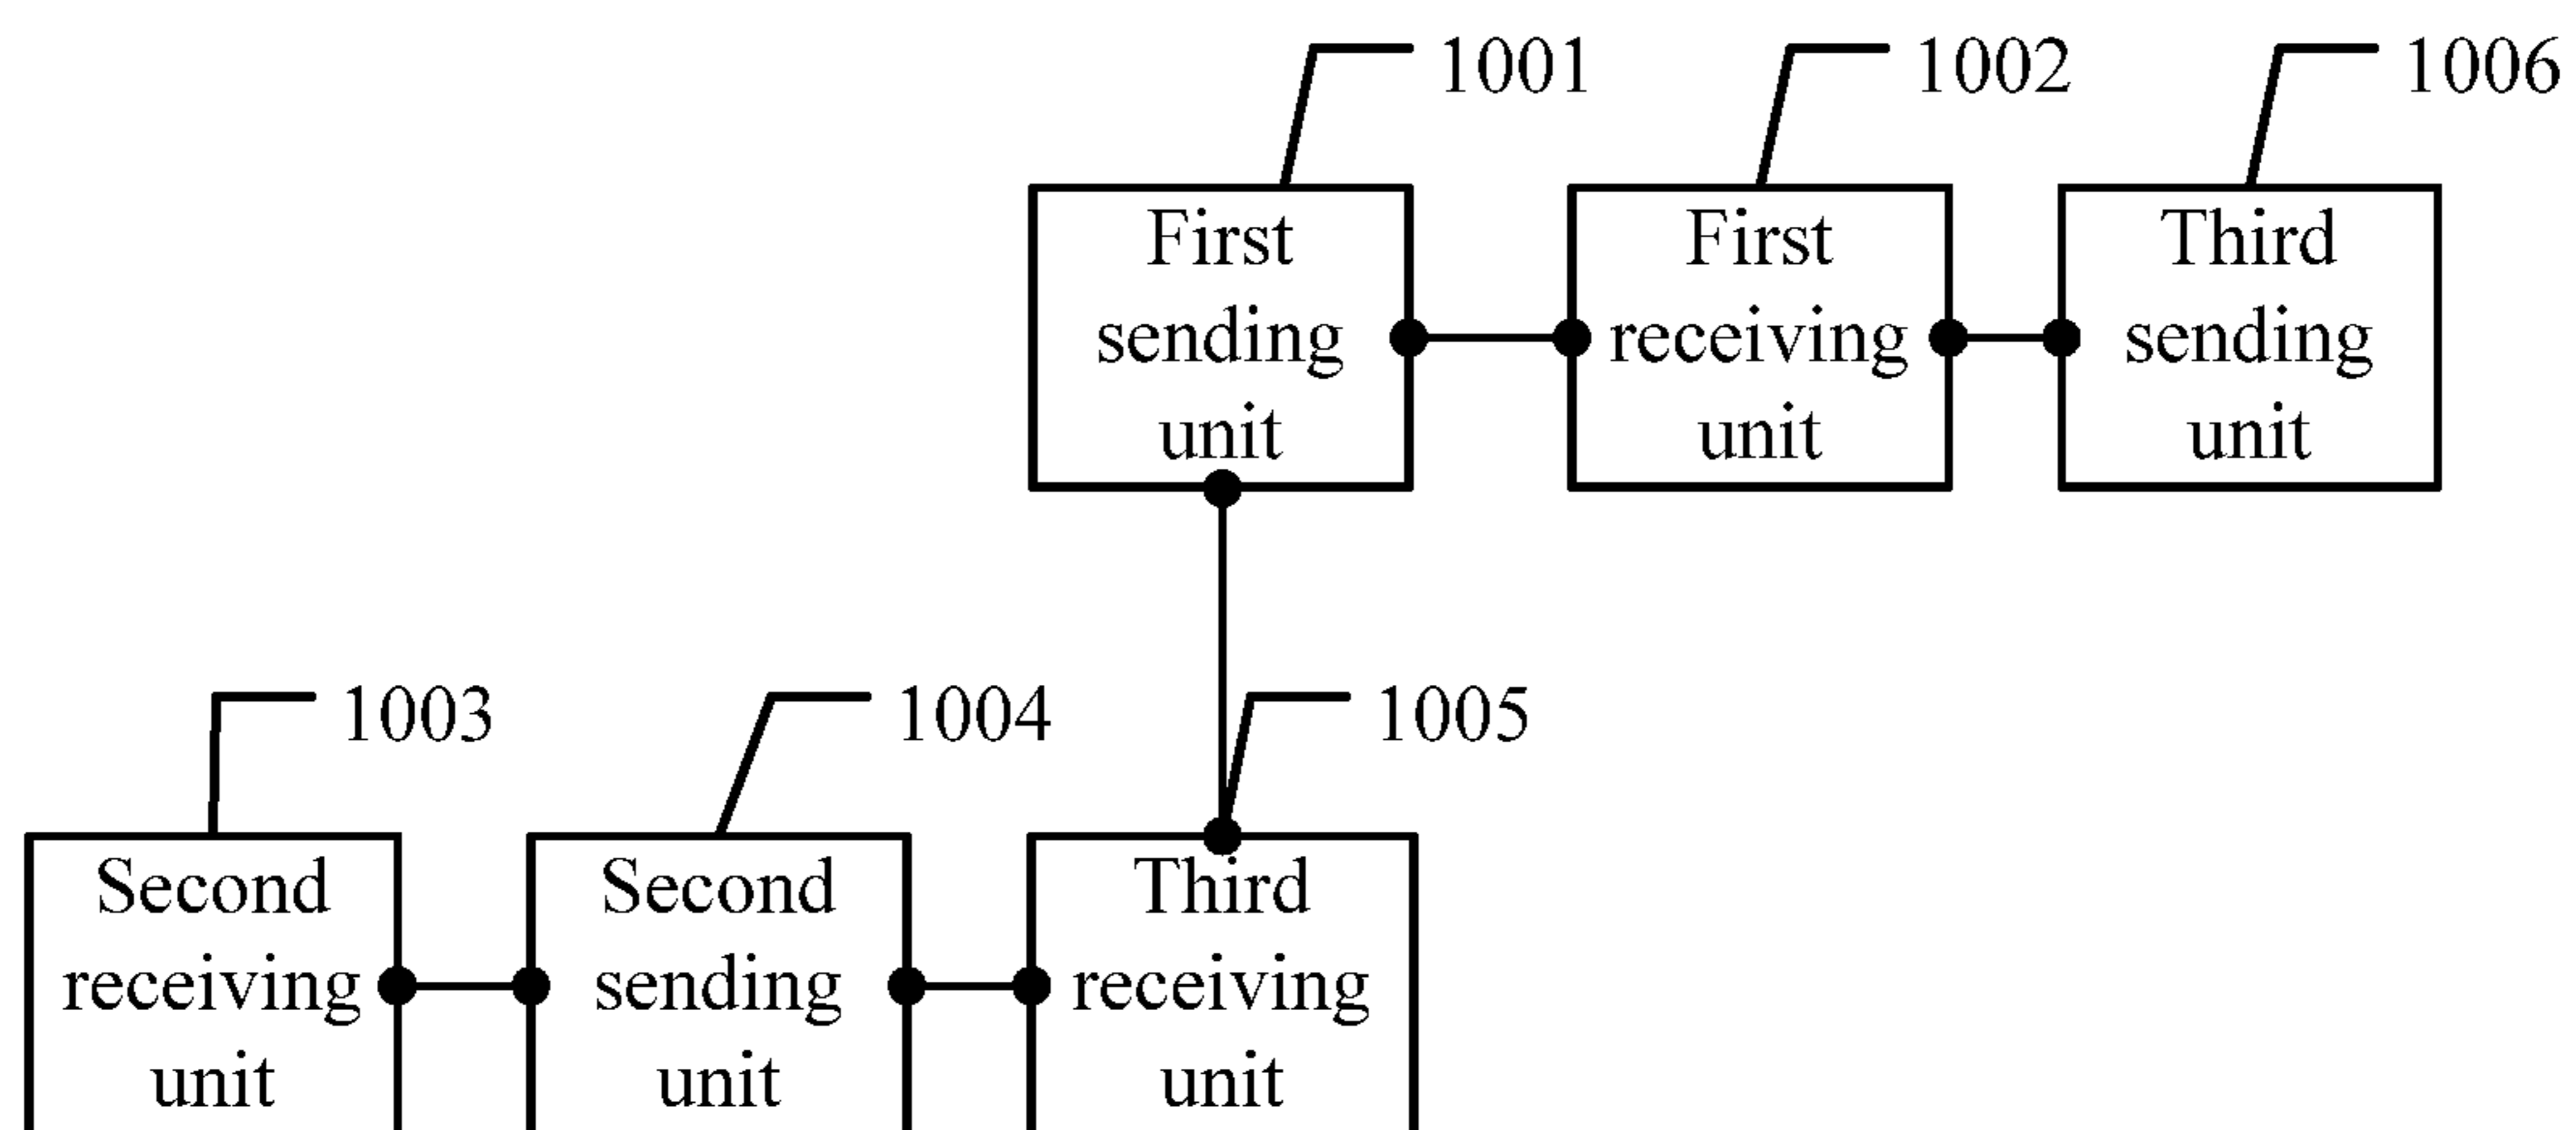 1001
1002
1006
First
sending
unit
First
receiving
unit
Third
sending
unit
1003
1004
1005
Second
receiving
unit
Second
sending
unit
Third
receiving
unit